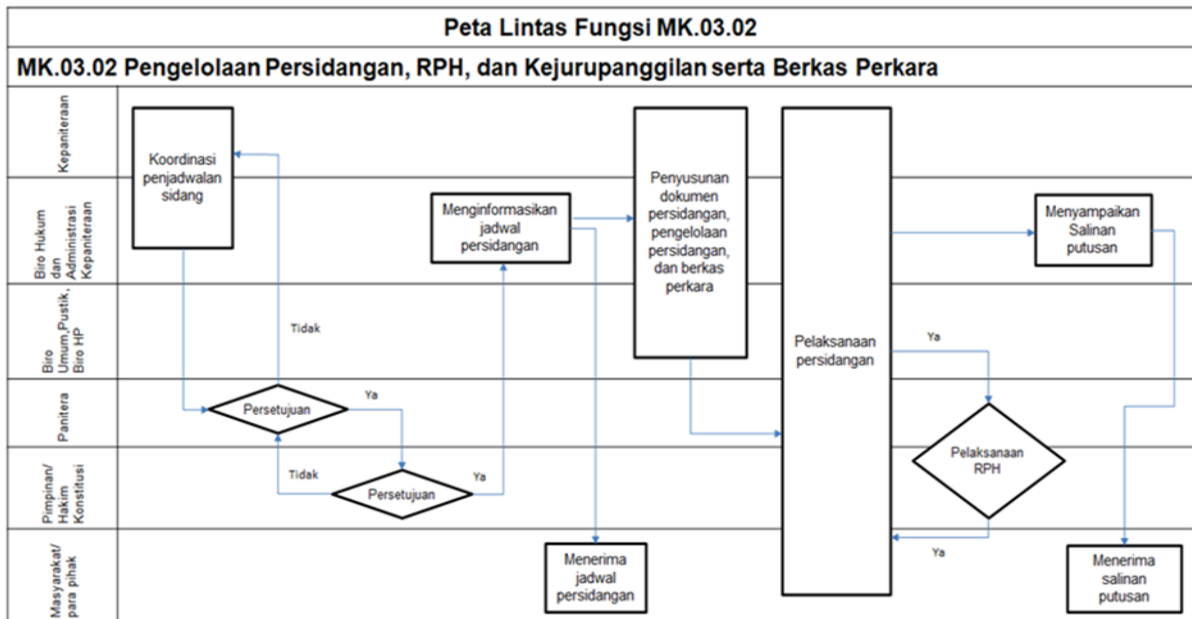 Peta Lintas Fungsi MK.03.02
MK.03.02 Pengelolaan Persidangan, RPH, dan Kejurupanggilan serta Berkas Perkara
Kepaniteraan
Koordinasi
penjadwalan
sidang
Biro Hukum
dan
Administrasi
Kepaniteraan
Menginformasikan
jadwal
persidangan
Penyusunan
dokumen
persidangan,
pengelolaan
persidangan,
dan berkas
perkara
Menyampaikan
Salinan
putusan
Biro
Umum,Pustik,
Biro HP
Tidak
Pelaksanaan
persidangan
Ya
Panitera
Persetujuan
Ya
Pimpinan/
Hakim
Konstitusi
Tidak
Persetujuan
Ya
Pelaksanaan
RPH
Masyarakat/
para pihak
Menerima
jadwal
persidangan
Ya
Menerima
salinan
putusan